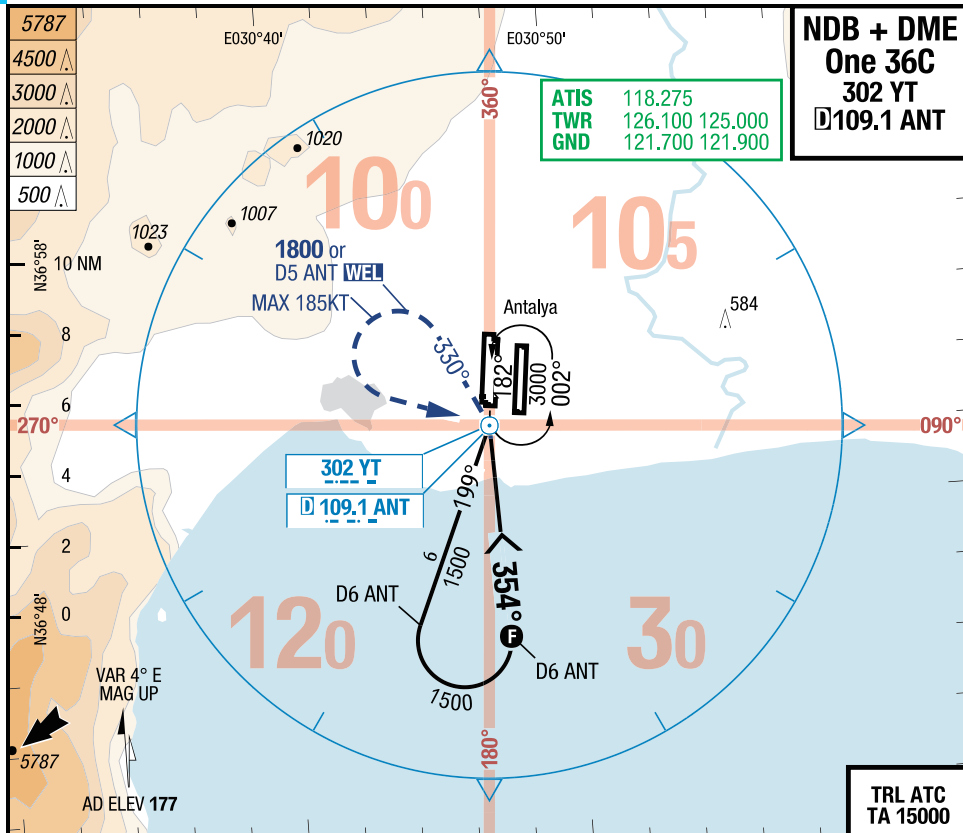 5787
4500
3000
2000
1000
500
E030°40'
E030°50'
NDB + DME
One 36C
302 YT
D 109.1 ANT
ATIS 118.275
TWR 126.100 125.000
GND 121.700 121.900
360°
1020
1007
1023
100
105
N36°58'
10 NM
1800 or
D5 ANT WEL
MAX 185KT
330°
Antalya
584
182°
3000
002°
8
6
270°
090°
4
302 YT
D 109.1 ANT
199°
6
1500
2
354°
D6 ANT
F
D6 ANT
N36°48'
0
120
30
1500
VAR 4° E
MAG UP
180°
5787
AD ELEV 177
TRL ATC
TA 15000